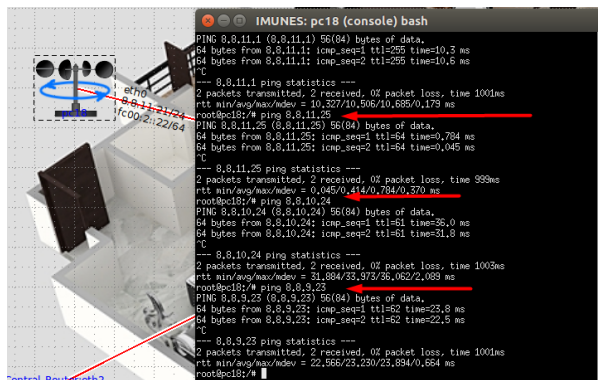 IMUNES: pc18 (console) bash
PING 8.8.11.1 (8.8.11.1) 56(84) bytes of data.
64 bytes from 8.8.11.1: icmp_seq=1 ttl=255 time=10.3 ms
64 bytes from 8.8.11.1: icmp_seq=2 ttl=255 time=10.6 ms
^C
--- 8.8.11.1 ping statistics ---
2 packets transmitted, 2 received, 0% packet loss, time 1001ms
rtt min/avg/max/mdev = 10.327/10.506/10.685/0.179 ms
root@pc18:/# ping 8.8.11.25
PING 8.8.11.25 (8.8.11.25) 56(84) bytes of data.
64 bytes from 8.8.11.25: icmp_seq=1 ttl=64 time=0.784 ms
64 bytes from 8.8.11.25: icmp_seq=2 ttl=64 time=0.045 ms
^C
--- 8.8.11.25 ping statistics ---
2 packets transmitted, 2 received, 0% packet loss, time 999ms
rtt min/avg/max/mdev = 0.045/0.414/0.784/0.370 ms
root@pc18:/# ping 8.8.10.24
PING 8.8.10.24 (8.8.10.24) 56(84) bytes of data.
64 bytes from 8.8.10.24: icmp_seq=1 ttl=61 time=36.0 ms
64 bytes from 8.8.10.24: icmp_seq=2 ttl=61 time=31.8 ms
^C
--- 8.8.10.24 ping statistics ---
2 packets transmitted, 2 received, 0% packet loss, time 1003ms
rtt min/avg/max/mdev = 31.884/33.973/36.062/2.089 ms
root@pc18:/# ping 8.8.9.23
PING 8.8.9.23 (8.8.9.23) 56(84) bytes of data.
64 bytes from 8.8.9.23: icmp_seq=1 ttl=62 time=23.8 ms
64 bytes from 8.8.9.23: icmp_seq=2 ttl=62 time=22.5 ms
^C
--- 8.8.9.23 ping statistics ---
2 packets transmitted, 2 received, 0% packet loss, time 1001ms
rtt min/avg/max/mdev = 22.566/23.230/23.894/0.664 ms
root@pc18:/#
eth0
8.8.11.21/24
fc00:2::22/64
pc18
Central_Router:eth2